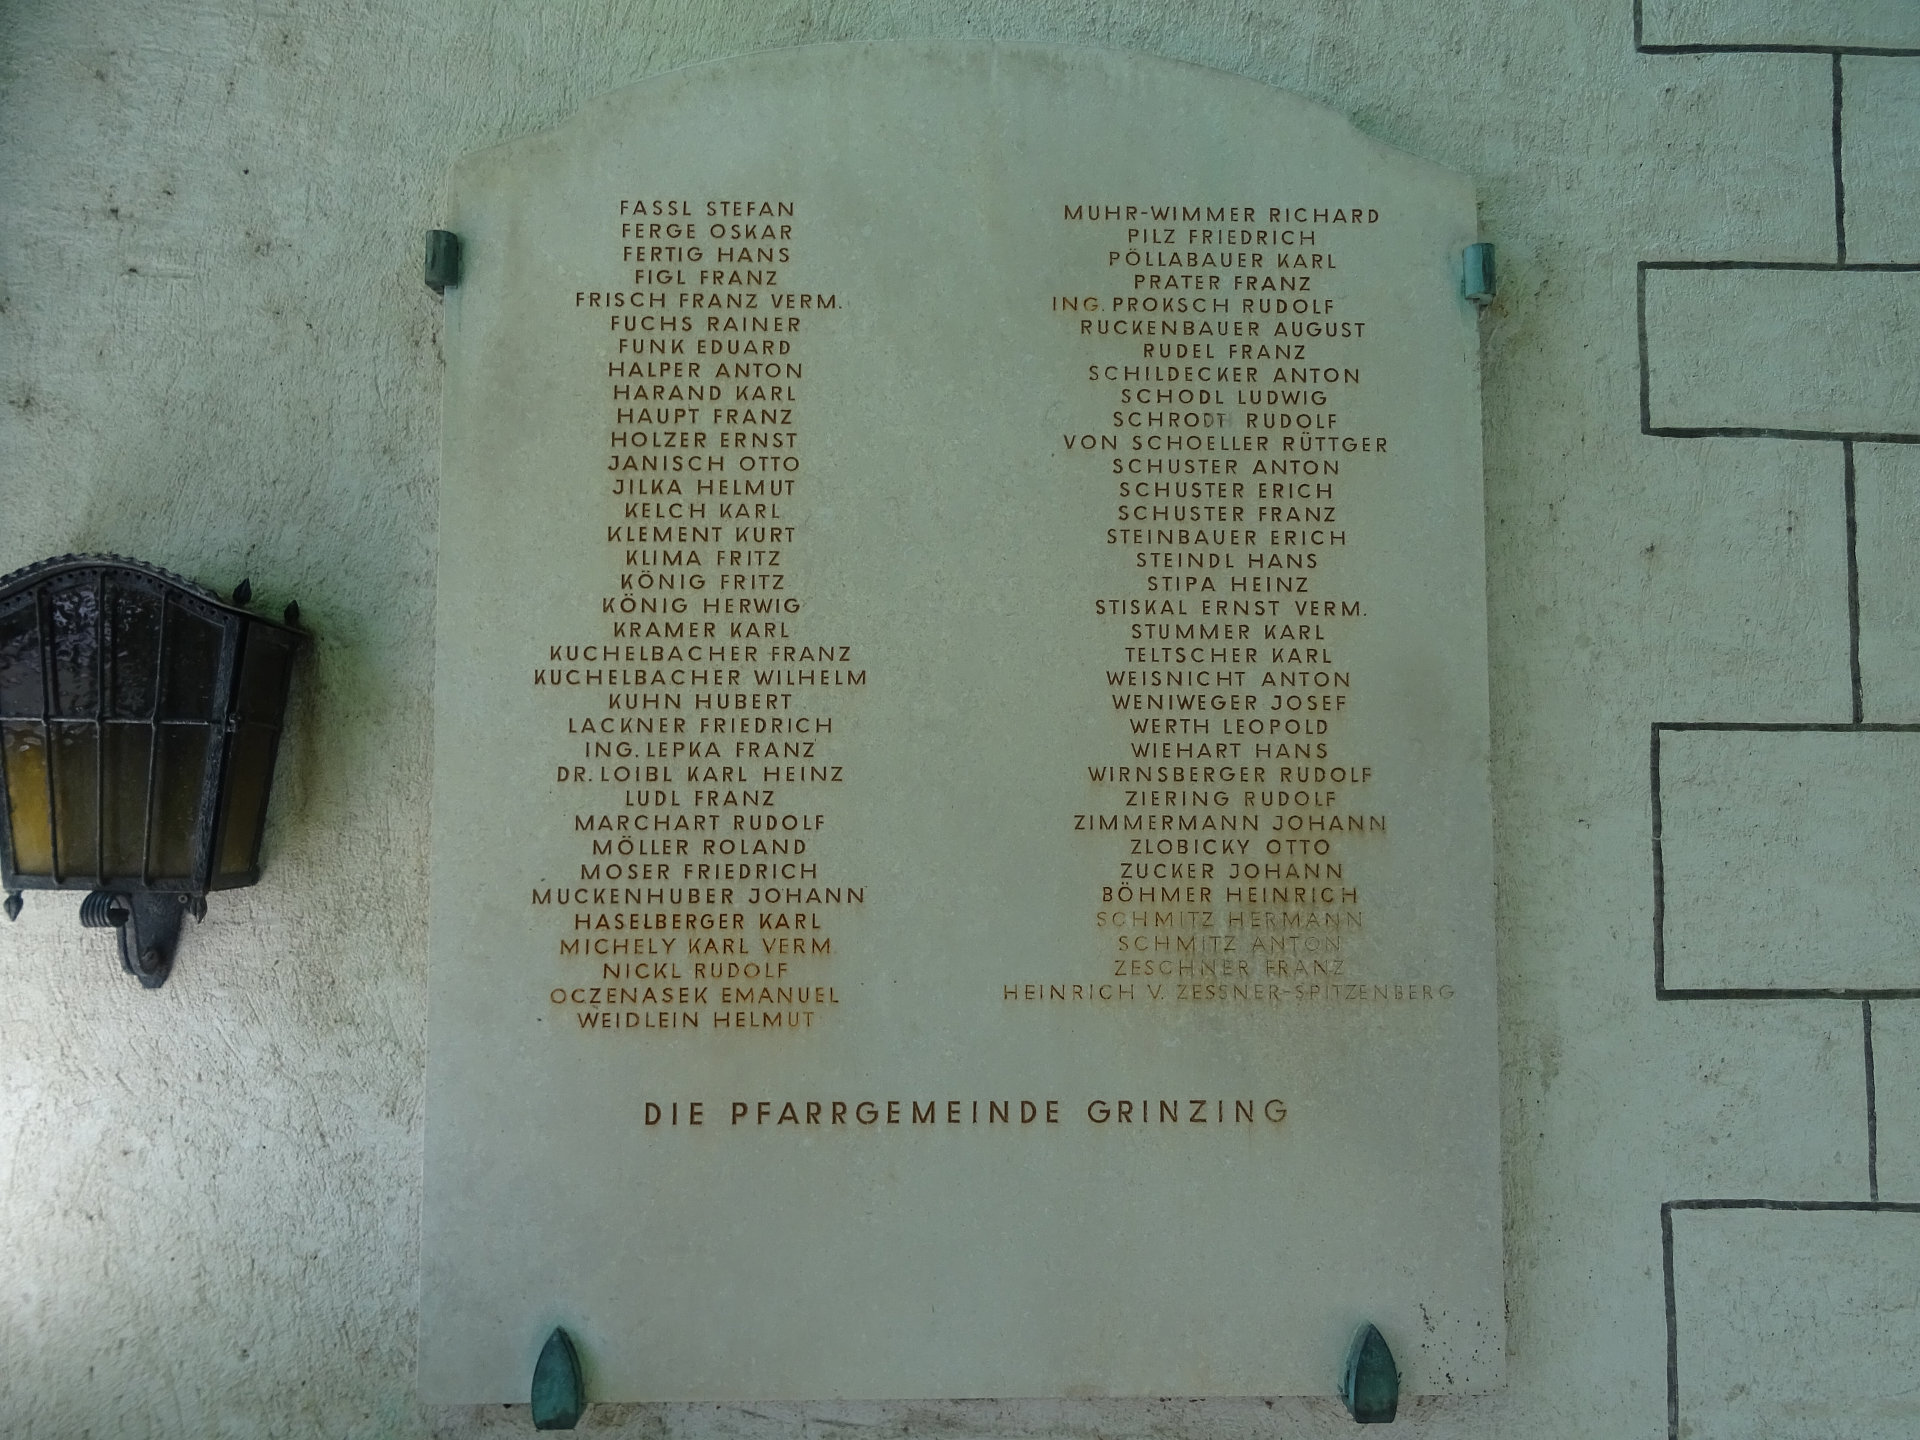 FASSL STEFAN
FERGE OSKAR
FERTIG HANS
FIGL FRANZ
FRISCH FRANZ VERM.
FUCHS RAINER
FUNK EDUARD
HALPER ANTON
HARAND KARL
HAUPT FRANZ
HOLZER ERNST
JANISCH OTTO
JILKA HELMUT
KELCH KARL
KLEMENT KURT
KLIMA FRITZ
KÖNIG FRITZ
KÖNIG HERWIG
KRAMER KARL
KUCHELBACHER FRANZ
KUCHELBACHER WILHELM
KUHN HUBERT
LACKNER FRIEDRICH
ING. LEPKA FRANZ
DR. LOIBL KARL HEINZ
LUDL FRANZ
MARCHART RUDOLF
MÖLLER ROLAND
MOSER FRIEDRICH
MUCKENHUBER JOHANN
HASELBERGER KARL
MICHELY KARL VERM.
NICKL RUDOLF
OCZENASEK EMANUEL
WEIDLEIN HELMUT
MUHR-WIMMER RICHARD
PILZ FRIEDRICH
PÖLLABAUER KARL
PRATER FRANZ
ING. PROKSCH RUDOLF
RUCKENBAUER AUGUST
RUDEL FRANZ
SCHILDECKER ANTON
SCHODL LUDWIG
SCHRODT RUDOLF
VON SCHOELLER RÜTTGER
SCHUSTER ANTON
SCHUSTER ERICH
SCHUSTER FRANZ
STEINBAUER ERICH
STEINDL HANS
STIPA HEINZ
STISKAL ERNST VERM.
STUMMER KARL
TELTSCHER KARL
WEISNICHT ANTON
WENIWEGER JOSEF
WERTH LEOPOLD
WIEHART HANS
WIRNSBERGER RUDOLF
ZIERING RUDOLF
ZIMMERMANN JOHANN
ZLOBICKY OTTO
ZUCKER JOHANN
BÖHMER HEINRICH
SCHMITZ HERMANN
SCHMITZ ANTON
ZESCHNER FRANZ
HEINRICH V. ZESSNER-SPITZENBERG
DIE PFARRGEMEINDE GRINZING